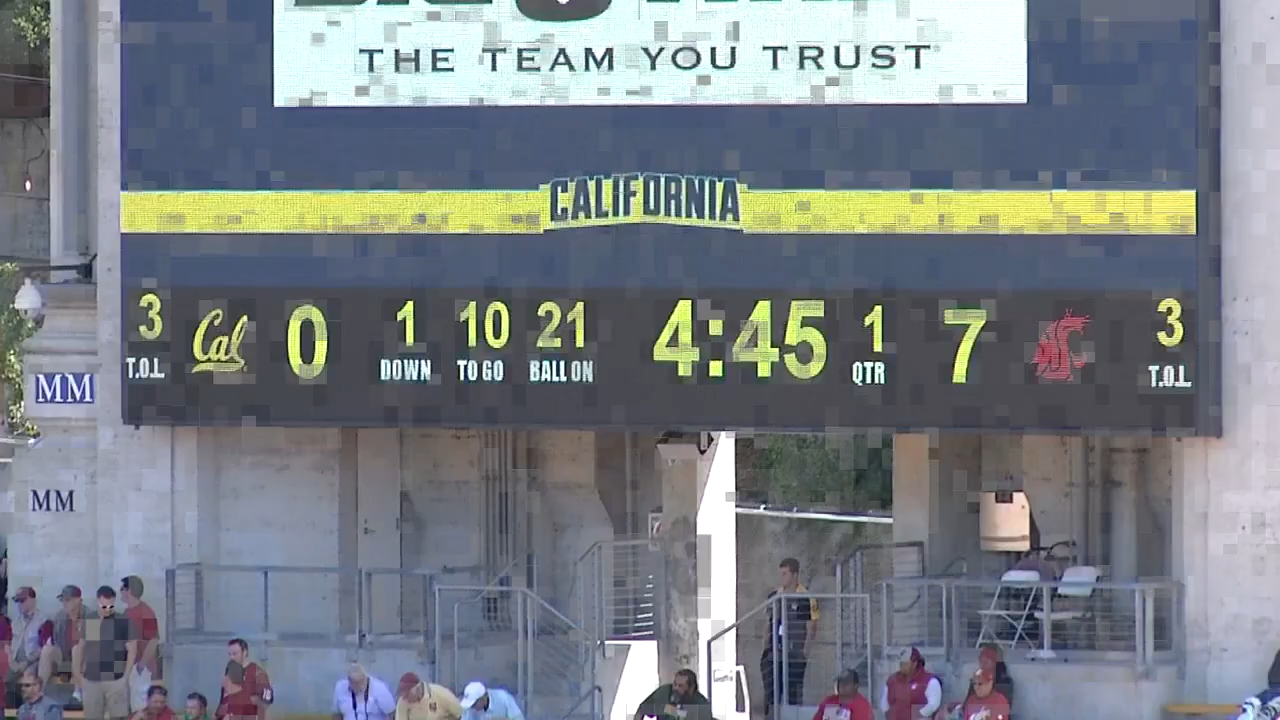 THE TEAM YOU TRUST
CALIFORNIA
3 Cal 0 1 10 21 4:45 1 7 3
T.O.L. DOWN TO GO BALL ON QTR T.O.L.
MM
MM